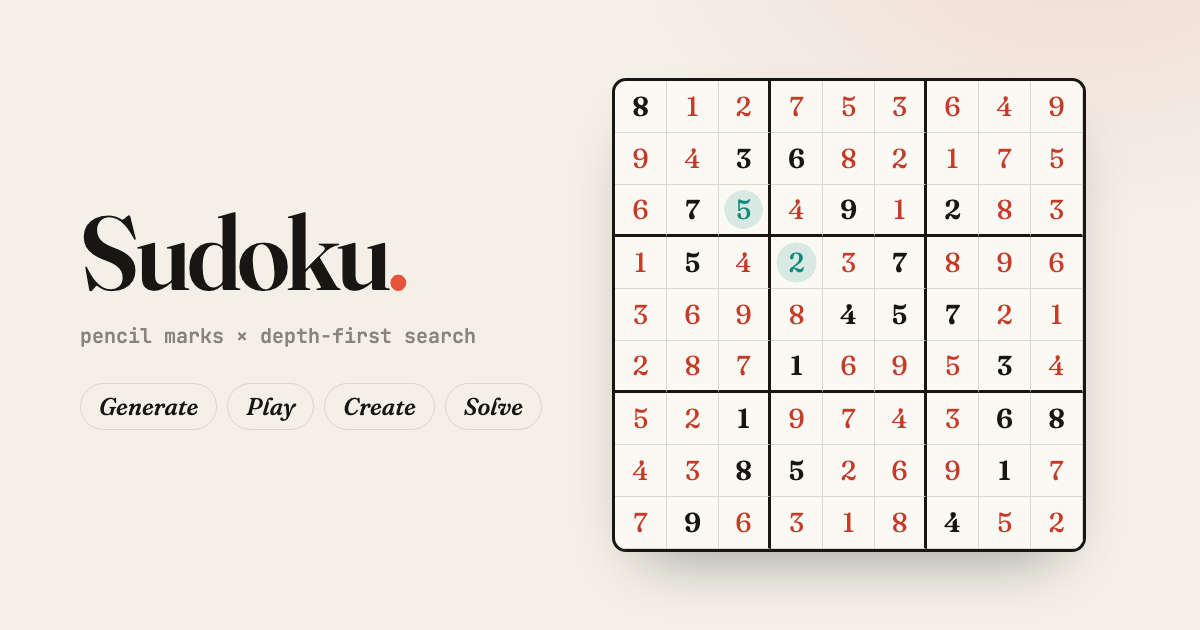 Sudoku.
pencil marks × depth-first search
Generate Play Create Solve
8 1 2 7 5 3 6 4 9
9 4 3 6 8 2 1 7 5
6 7 5 4 9 1 2 8 3
1 5 4 2 3 7 8 9 6
3 6 9 8 4 5 7 2 1
2 8 7 1 6 9 5 3 4
5 2 1 9 7 4 3 6 8
4 3 8 5 2 6 9 1 7
7 9 6 3 1 8 4 5 2